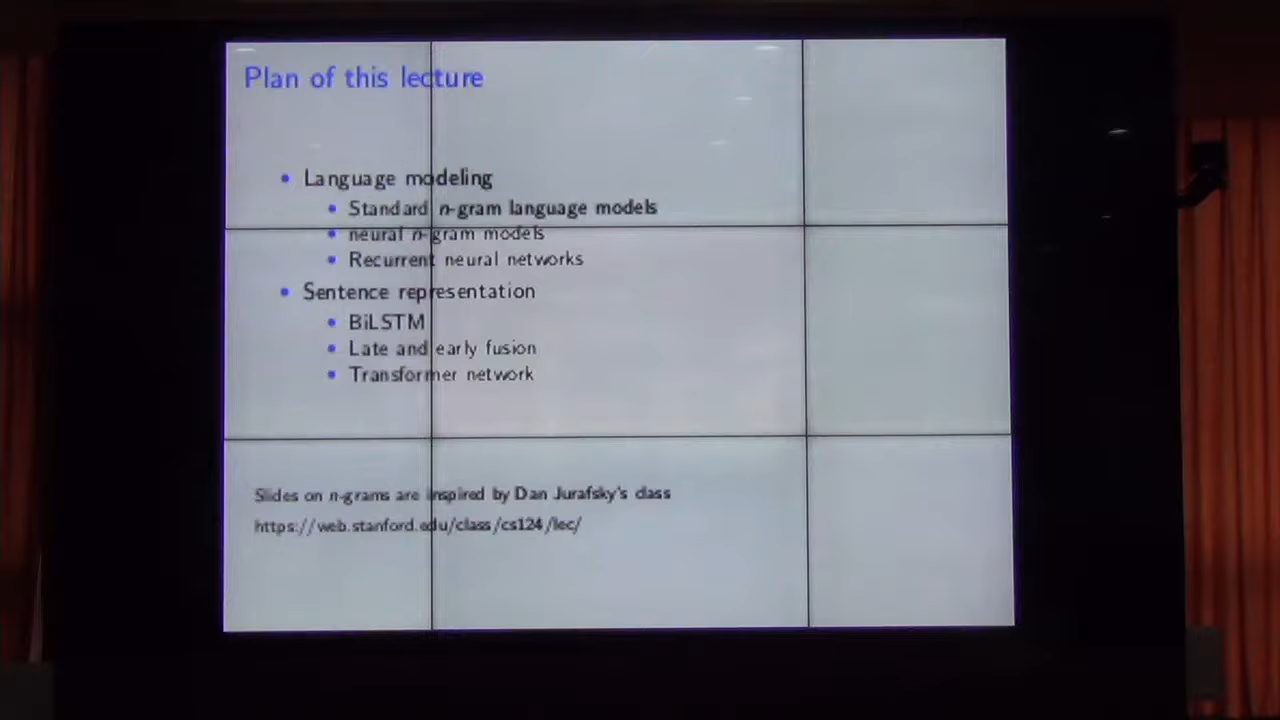 Plan of this lecture
Language modeling
Standard n-gram language models
neural n-gram models
Recurrent neural networks
Sentence representation
BiLSTM
Late and early fusion
Transformer network
Slides on n-grams are inspired by Dan Jurafsky's class
https://web.stanford.edu/class/cs124/lec/